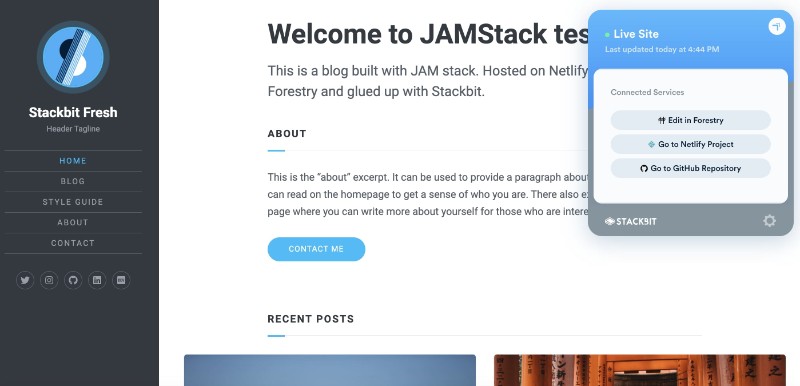 Stackbit Fresh
Header Tagline
HOME
BLOG
STYLE GUIDE
ABOUT
CONTACT
Welcome to JAMStack tes
This is a blog built with JAM stack. Hosted on Netlify
Forestry and glued up with Stackbit.
ABOUT
This is the “about” excerpt. It can be used to provide a paragraph about
can read on the homepage to get a sense of who you are. There also e
page where you can write more about yourself for those who are intere
CONTACT ME
RECENT POSTS
Live Site
Last updated today at 4:44 PM
Connected Services
Edit in Forestry
Go to Netlify Project
Go to GitHub Repository
STACKBIT